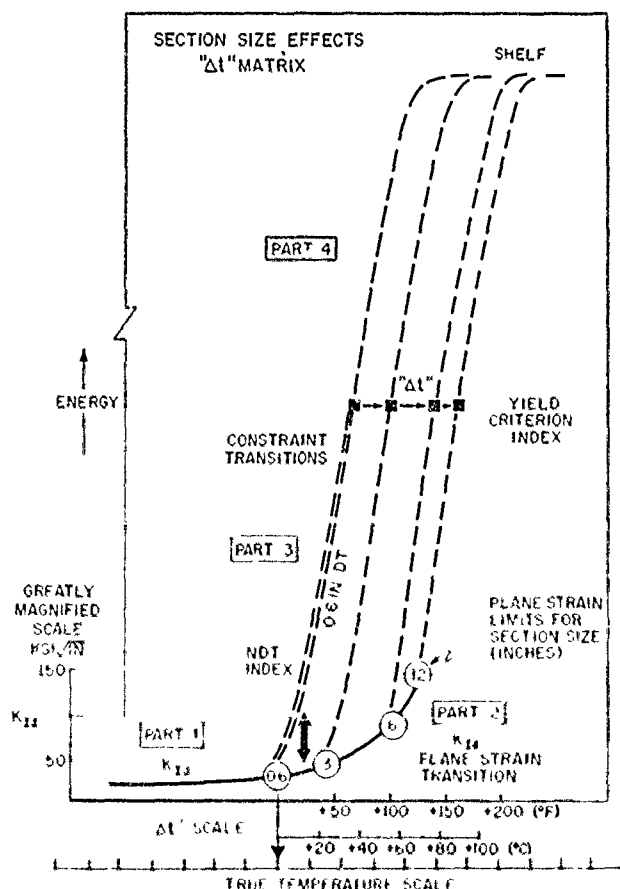 SECTION SIZE EFFECTS
"Δt" MATRIX
SHELF
PART 4
ENERGY
"Δt"
YIELD
CRITERION
INDEX
CONSTRAINT
TRANSITIONS
PART 3
0.6 IN DT
GREATLY
MAGNIFIED
SCALE
KSI√IN
PLANE STRAIN
LIMITS FOR
SECTION SIZE
(INCHES)
NDT
INDEX
150
12
K_Id
PART 1
K_Id
6
PART 2
K_Id
PLANE STRAIN
TRANSITION
50
0.6
3
+50 +100 +150 +200 (°F)
Δt' SCALE
+20 +40 +60 +80 +100 (°C)
TRUE TEMPERATURE SCALE